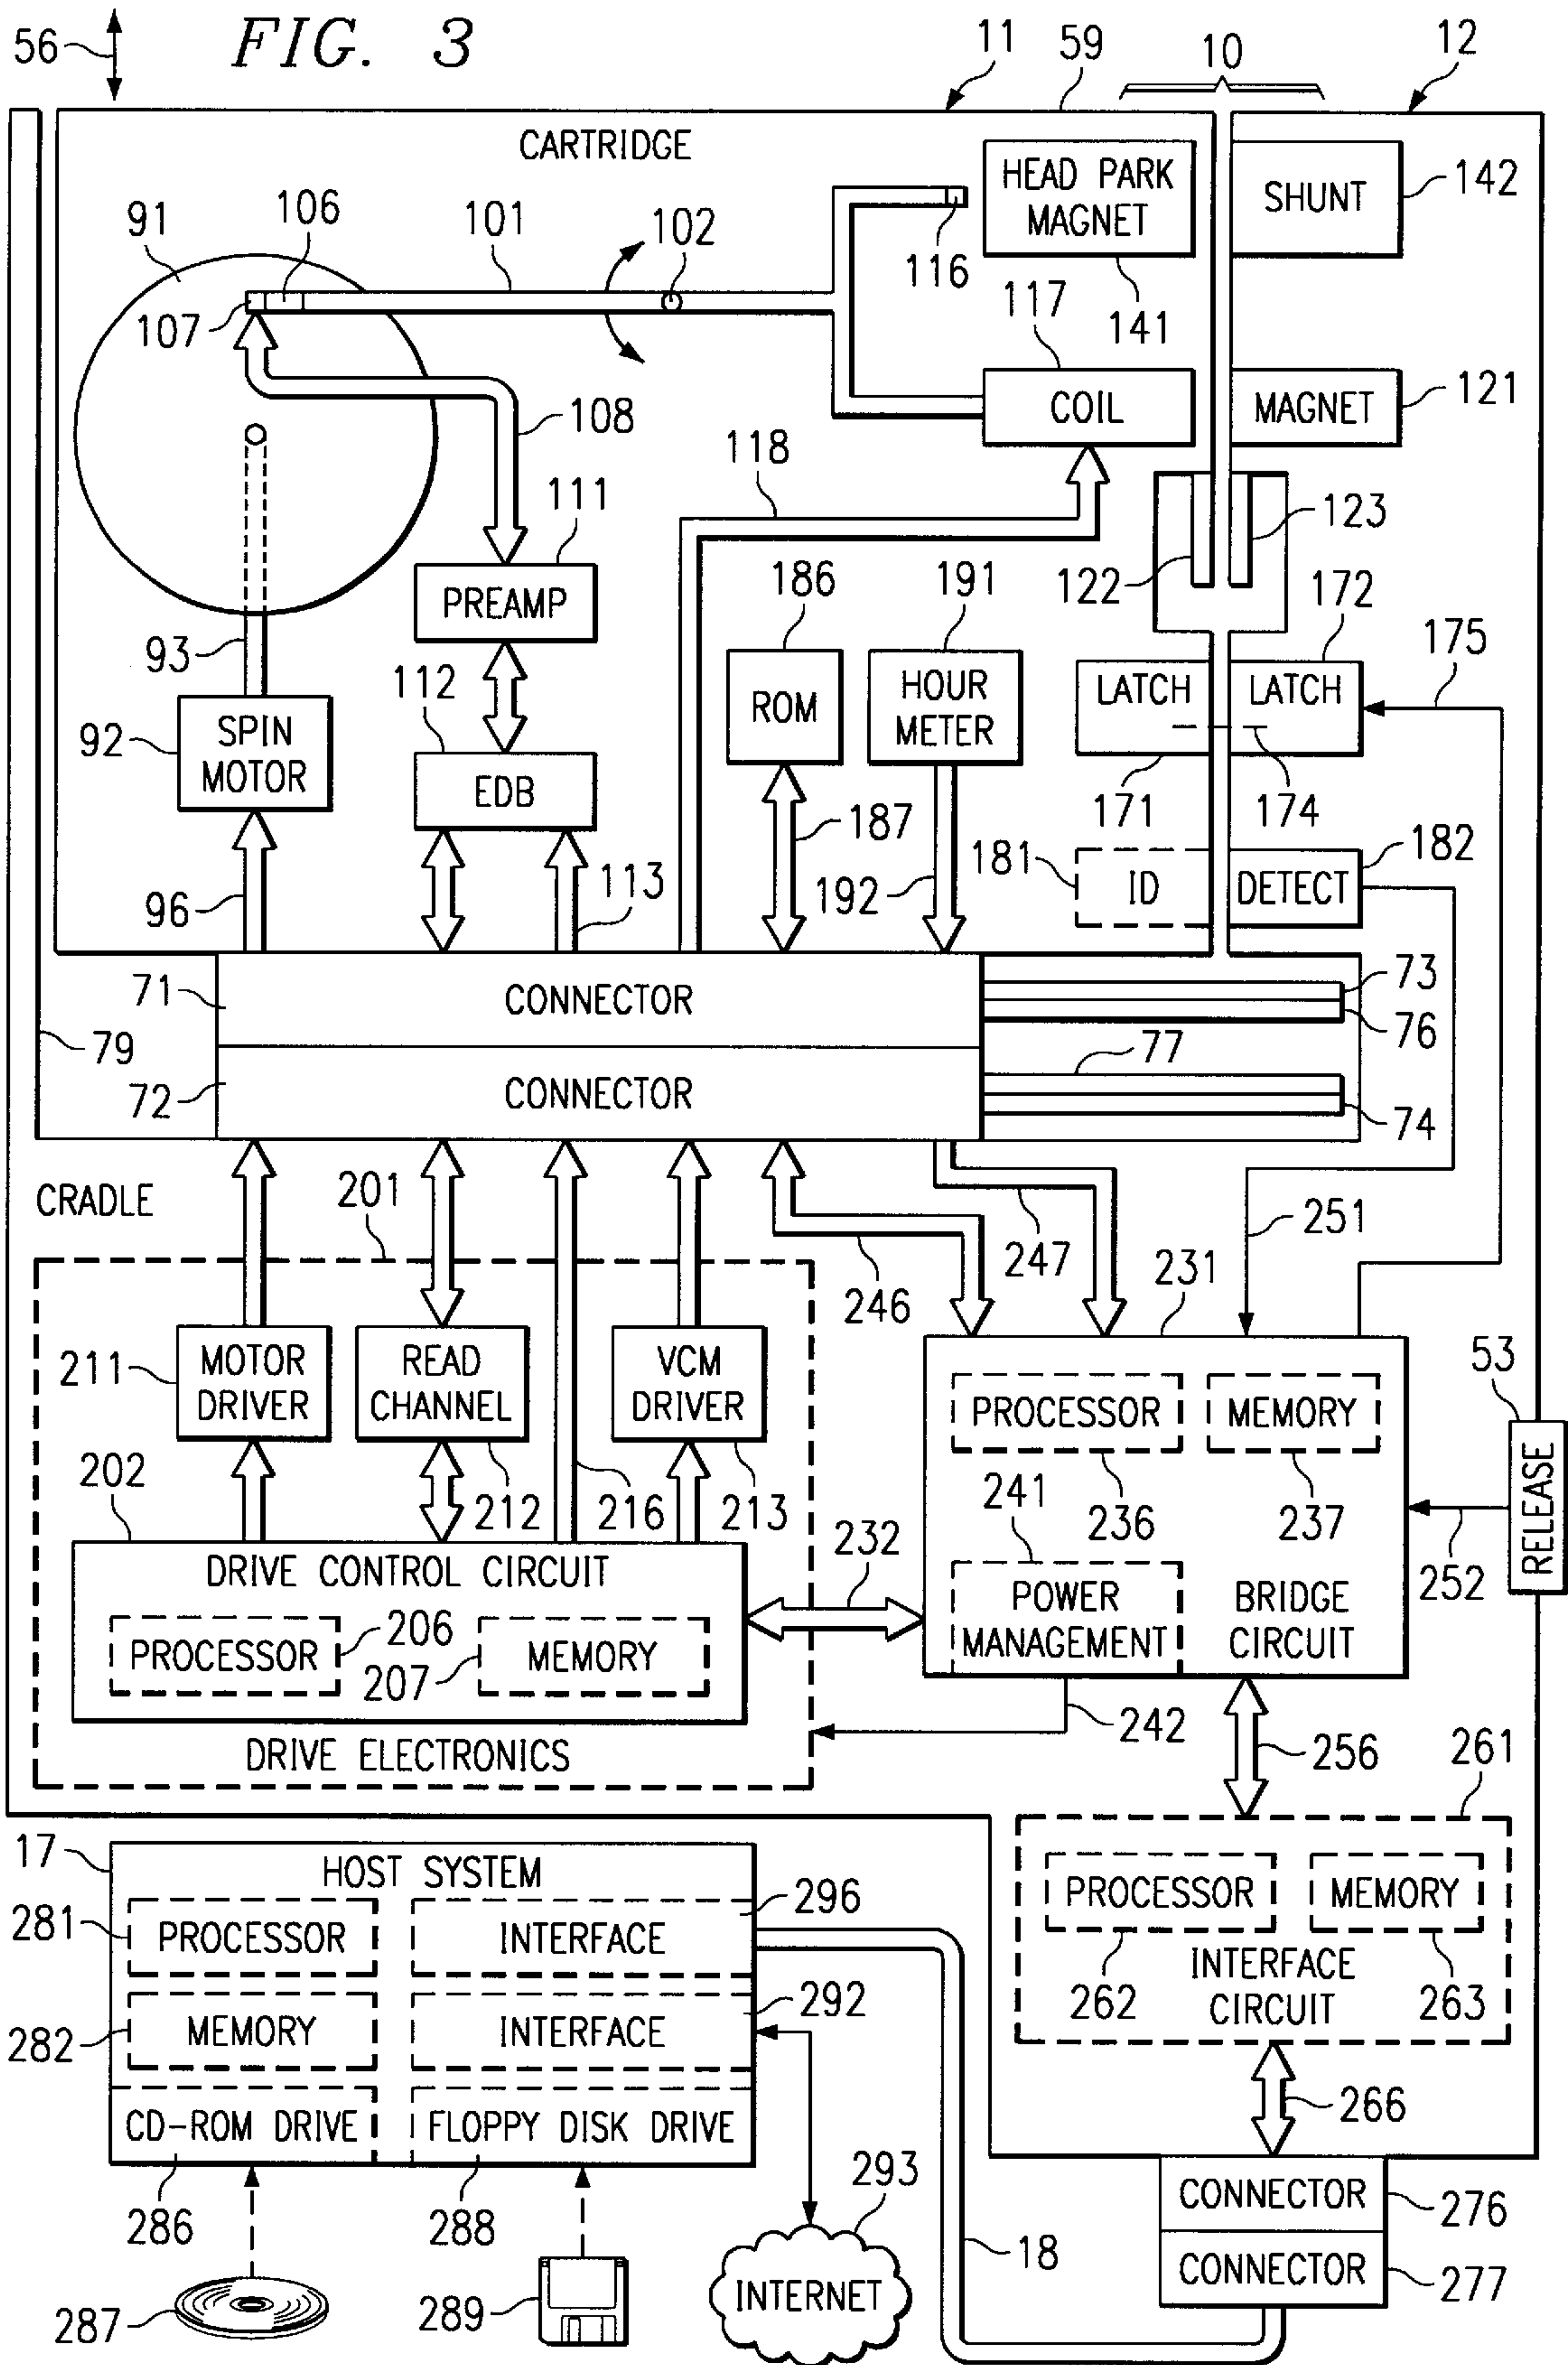 56
FIG. 3
11
59
10
12
CARTRIDGE
HEAD PARK
MAGNET
SHUNT
142
91
106
101
102
116
107
141
117
COIL
MAGNET
121
108
118
111
123
122
PREAMP
186
191
172
175
93
112
ROM
HOUR
METER
LATCH
LATCH
92
SPIN
MOTOR
EDB
171
174
187
181
182
ID
DETECT
96
113
192
71
CONNECTOR
73
76
79
77
72
CONNECTOR
74
CRADLE
201
251
247
231
246
211
MOTOR
DRIVER
READ
CHANNEL
VCM
DRIVER
53
PROCESSOR
MEMORY
202
212
216
213
241
236
237
RELEASE
232
252
DRIVE CONTROL CIRCUIT
POWER
MANAGEMENT
BRIDGE
CIRCUIT
PROCESSOR
206
207
MEMORY
242
DRIVE ELECTRONICS
256
261
17
HOST SYSTEM
296
PROCESSOR
MEMORY
281
PROCESSOR
INTERFACE
262
INTERFACE
CIRCUIT
263
292
282
MEMORY
INTERFACE
CD-ROM DRIVE
FLOPPY DISK DRIVE
266
293
286
288
CONNECTOR
276
18
CONNECTOR
277
287
289
INTERNET